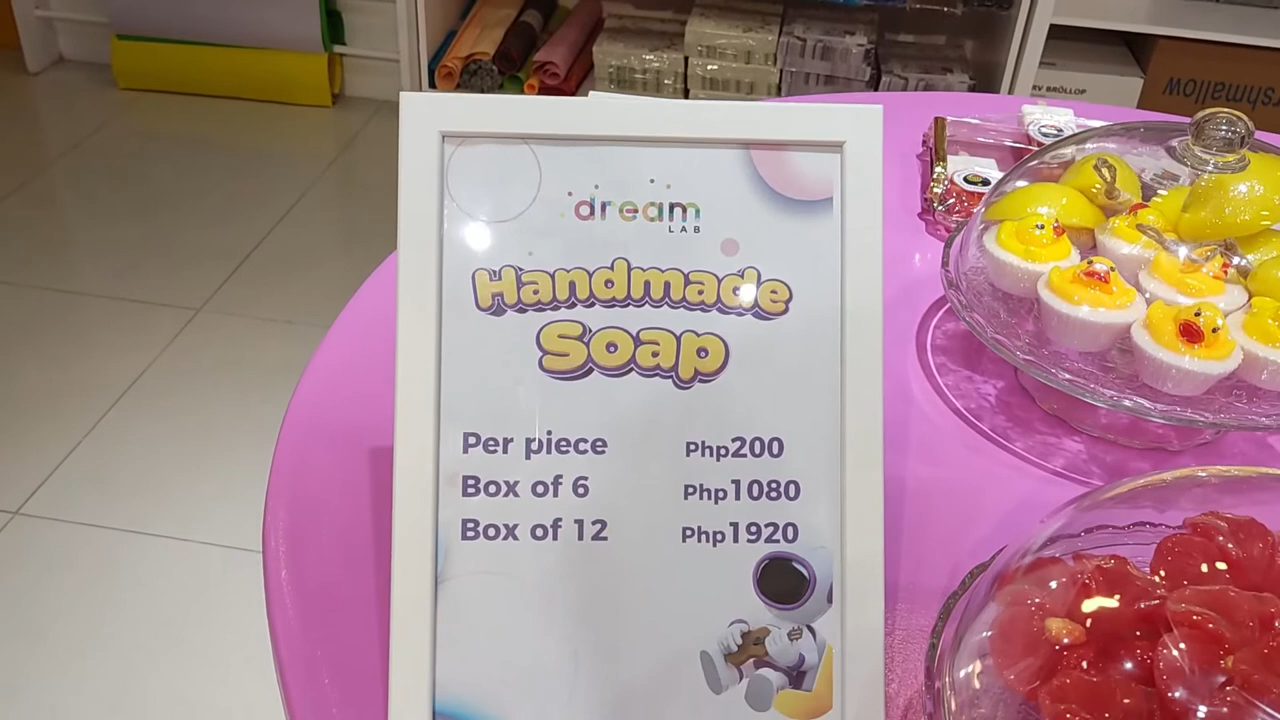 RV BRÖLLOP
rshmallow
dream
LAB
Handmade
Soap
Per piece Php200
Box of 6 Php1080
Box of 12 Php1920